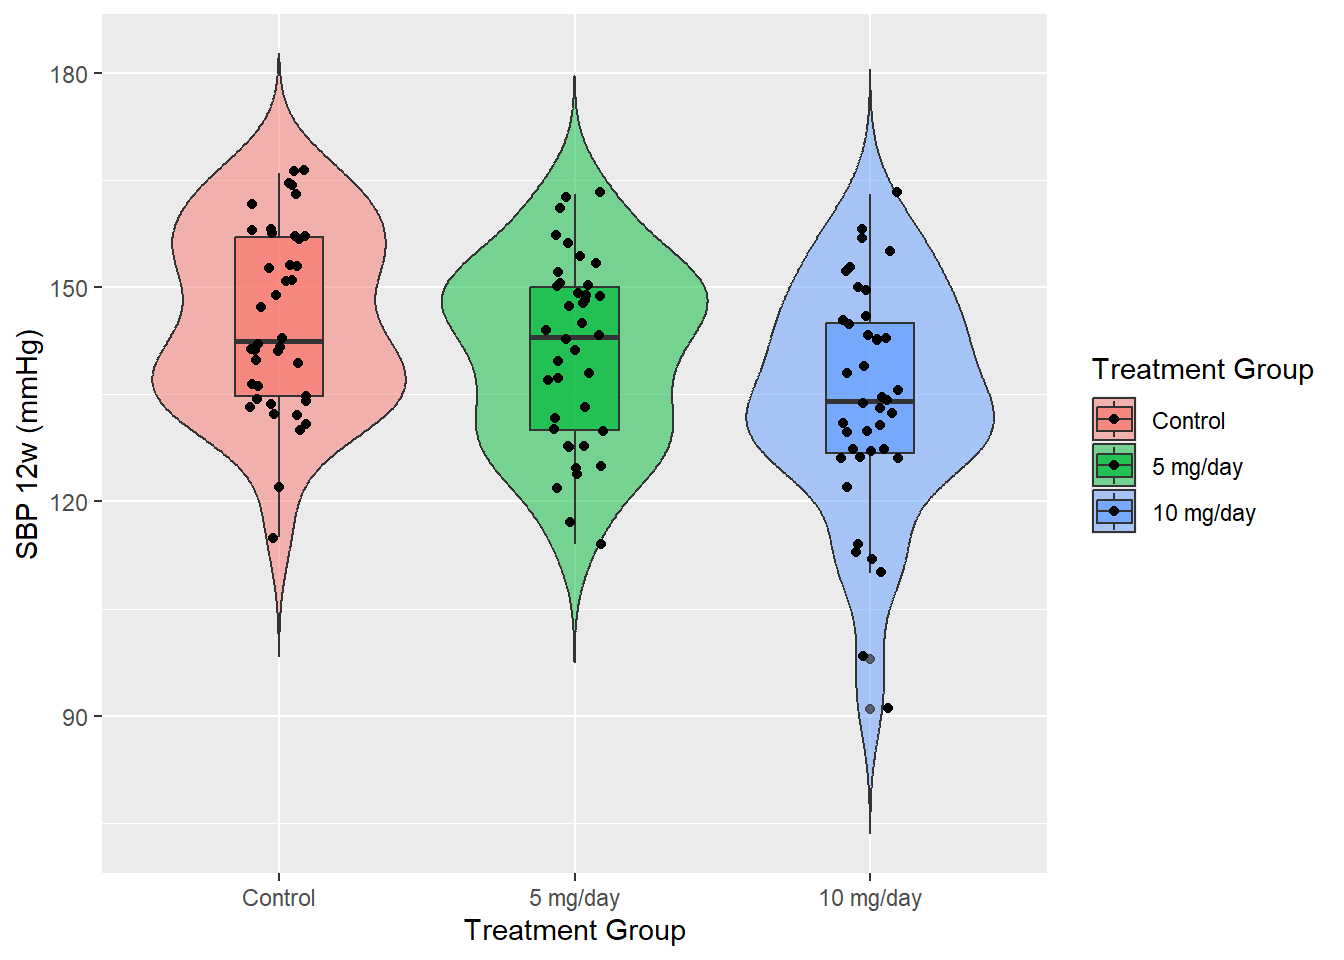 180
150
120
90
SBP 12w (mmHg)
Control
5 mg/day
10 mg/day
Treatment Group
Treatment Group
Control
5 mg/day
10 mg/day